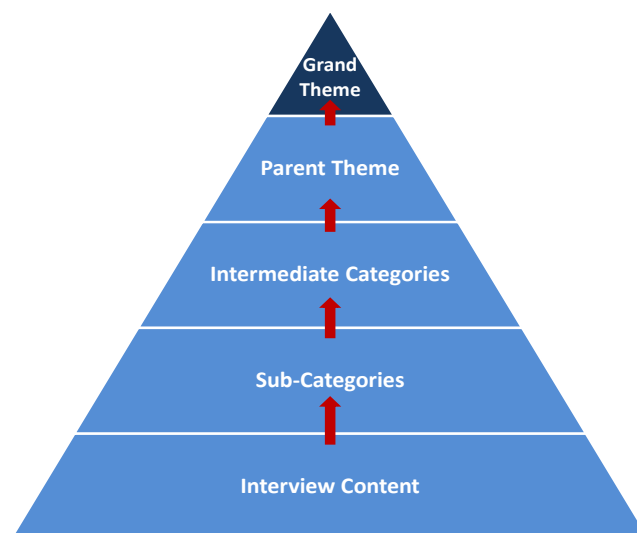 Grand
Theme
Parent Theme
Intermediate Categories
Sub-Categories
Interview Content